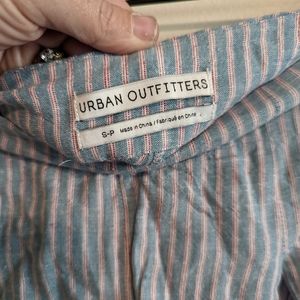 URBAN OUTFITTERS
S-P Made in China / Fabriqué en Chine